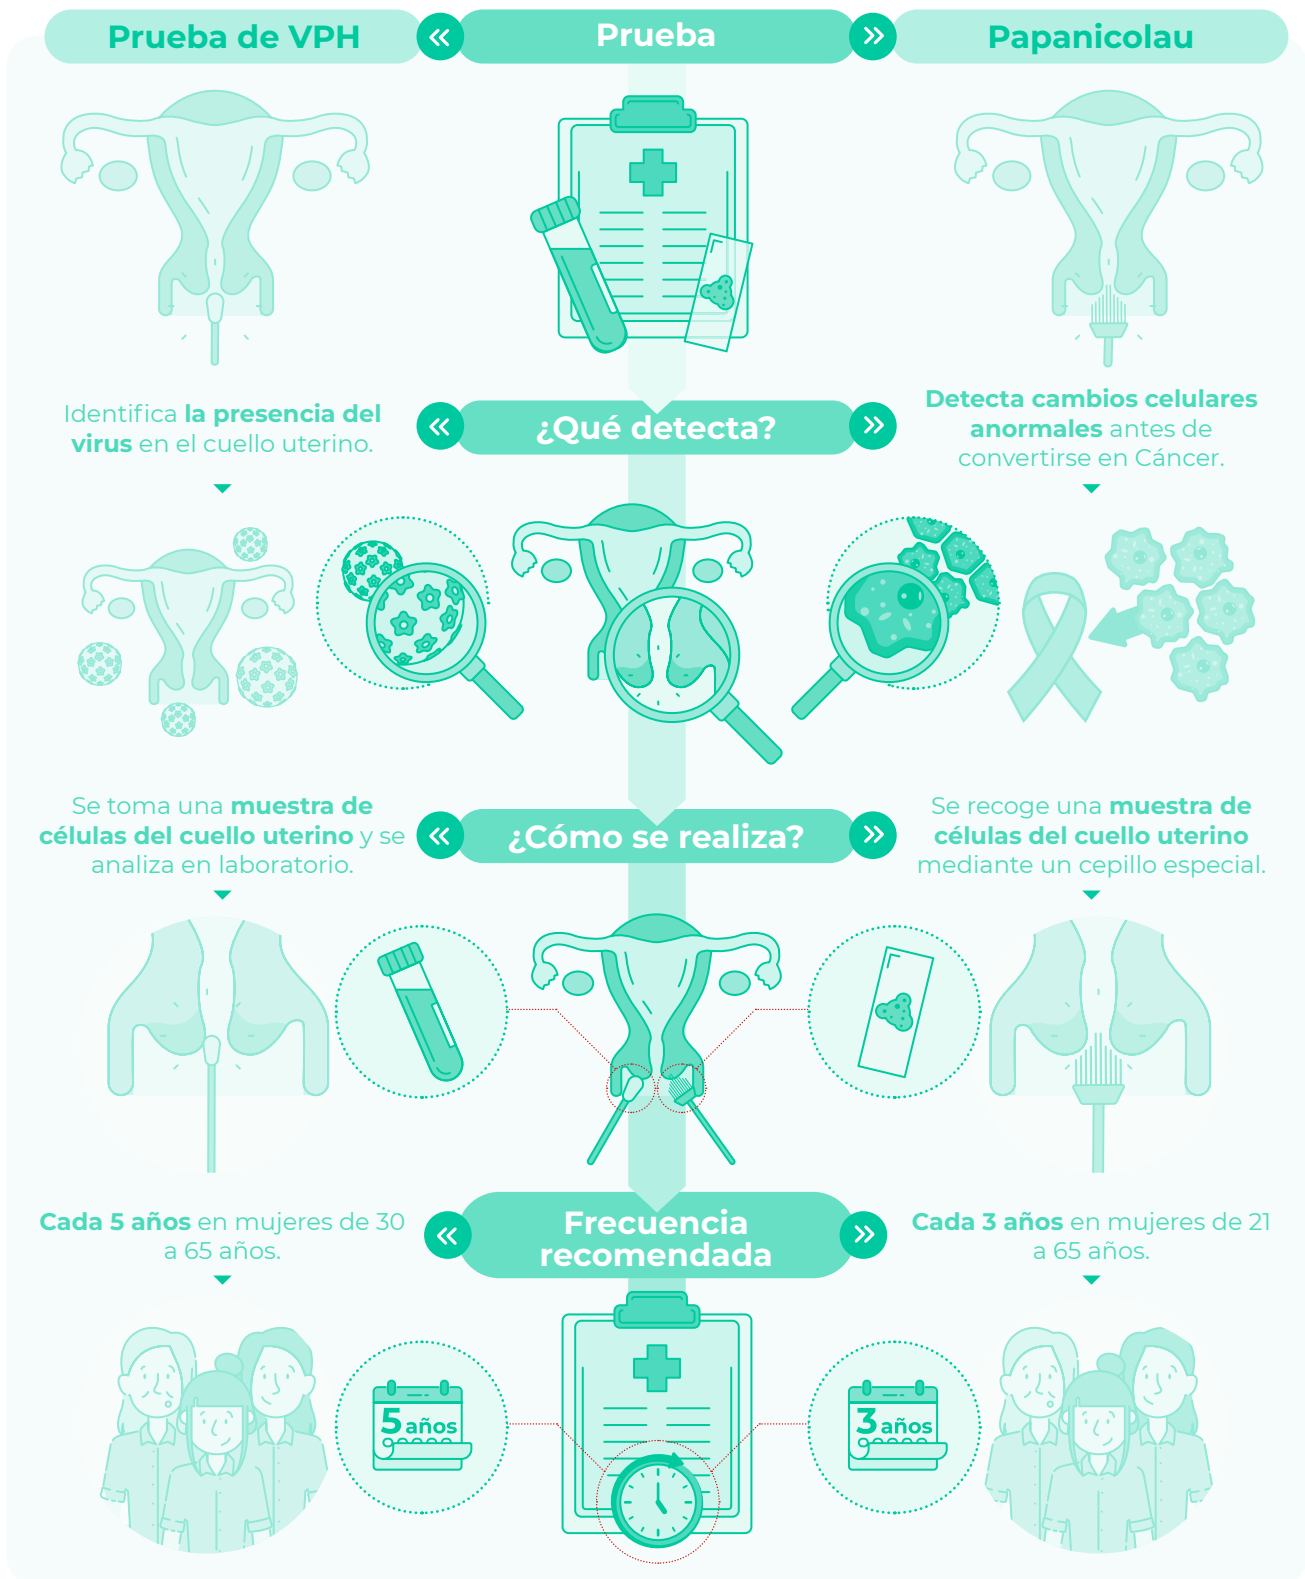 Prueba de VPH
Prueba
Papanicolau
Identifica la presencia del
virus en el cuello uterino.
¿Qué detecta?
Detecta cambios celulares
anormales antes de
convertirse en Cáncer.
Se toma una muestra de
células del cuello uterino y se
analiza en laboratorio.
¿Cómo se realiza?
Se recoge una muestra de
células del cuello uterino
mediante un cepillo especial.
Cada 5 años en mujeres de 30
a 65 años.
Frecuencia
recomendada
Cada 3 años en mujeres de 21
a 65 años.
5 años
3 años